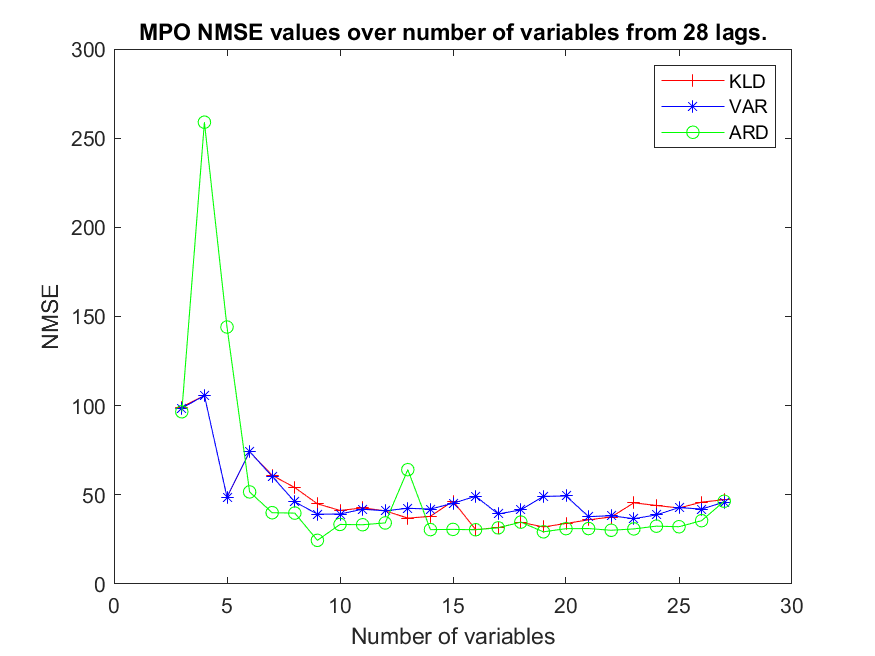 MPO NMSE values over number of variables from 28 lags.
300
250
200
150
100
50
0
NMSE
KLD
VAR
ARD
0 5 10 15 20 25 30
Number of variables